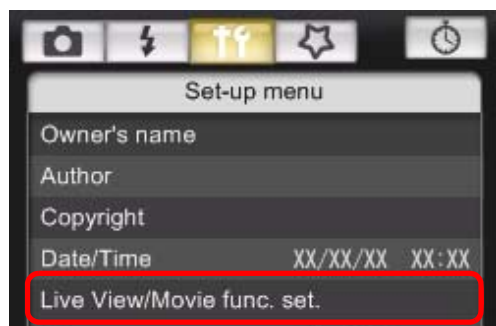 Set-up menu
Owner's name
Author
Copyright
Date/Time XX/XX/XX XX:XX
Live View/Movie func. set.